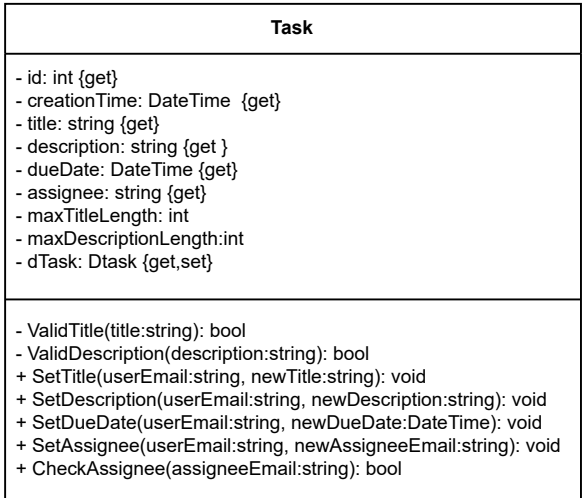 Task
- id: int {get}
- creationTime: DateTime  {get}
- title: string {get}
- description: string {get }
- dueDate: DateTime {get}
- assignee: string {get}
- maxTitleLength: int
- maxDescriptionLength:int
- dTask: Dtask {get,set}
- ValidTitle(title:string): bool
- ValidDescription(description:string): bool
+ SetTitle(userEmail:string, newTitle:string): void
+ SetDescription(userEmail:string, newDescription:string): void
+ SetDueDate(userEmail:string, newDueDate:DateTime): void
+ SetAssignee(userEmail:string, newAssigneeEmail:string): void
+ CheckAssignee(assigneeEmail:string): bool